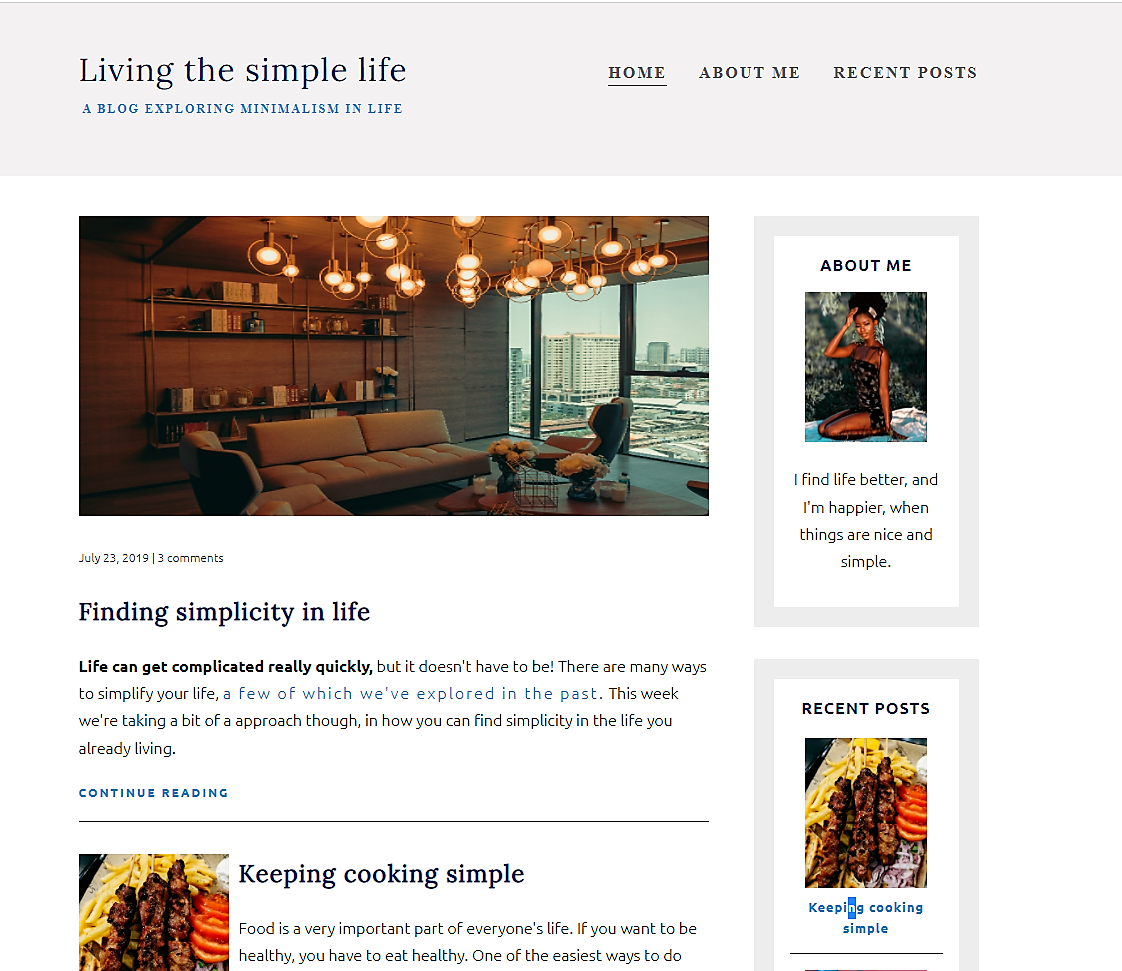 Living the simple life
A BLOG EXPLORING MINIMALISM IN LIFE
HOME ABOUT ME RECENT POSTS
July 23, 2019 | 3 comments
Finding simplicity in life
Life can get complicated really quickly, but it doesn't have to be! There are many ways
to simplify your life, a few of which we've explored in the past. This week
we're taking a bit of a approach though, in how you can find simplicity in the life you
already living.
CONTINUE READING
Keeping cooking simple
Food is a very important part of everyone's life. If you want to be
healthy, you have to eat healthy. One of the easiest ways to do
ABOUT ME
I find life better, and
I'm happier, when
things are nice and
simple.
RECENT POSTS
Keeping cooking
simple